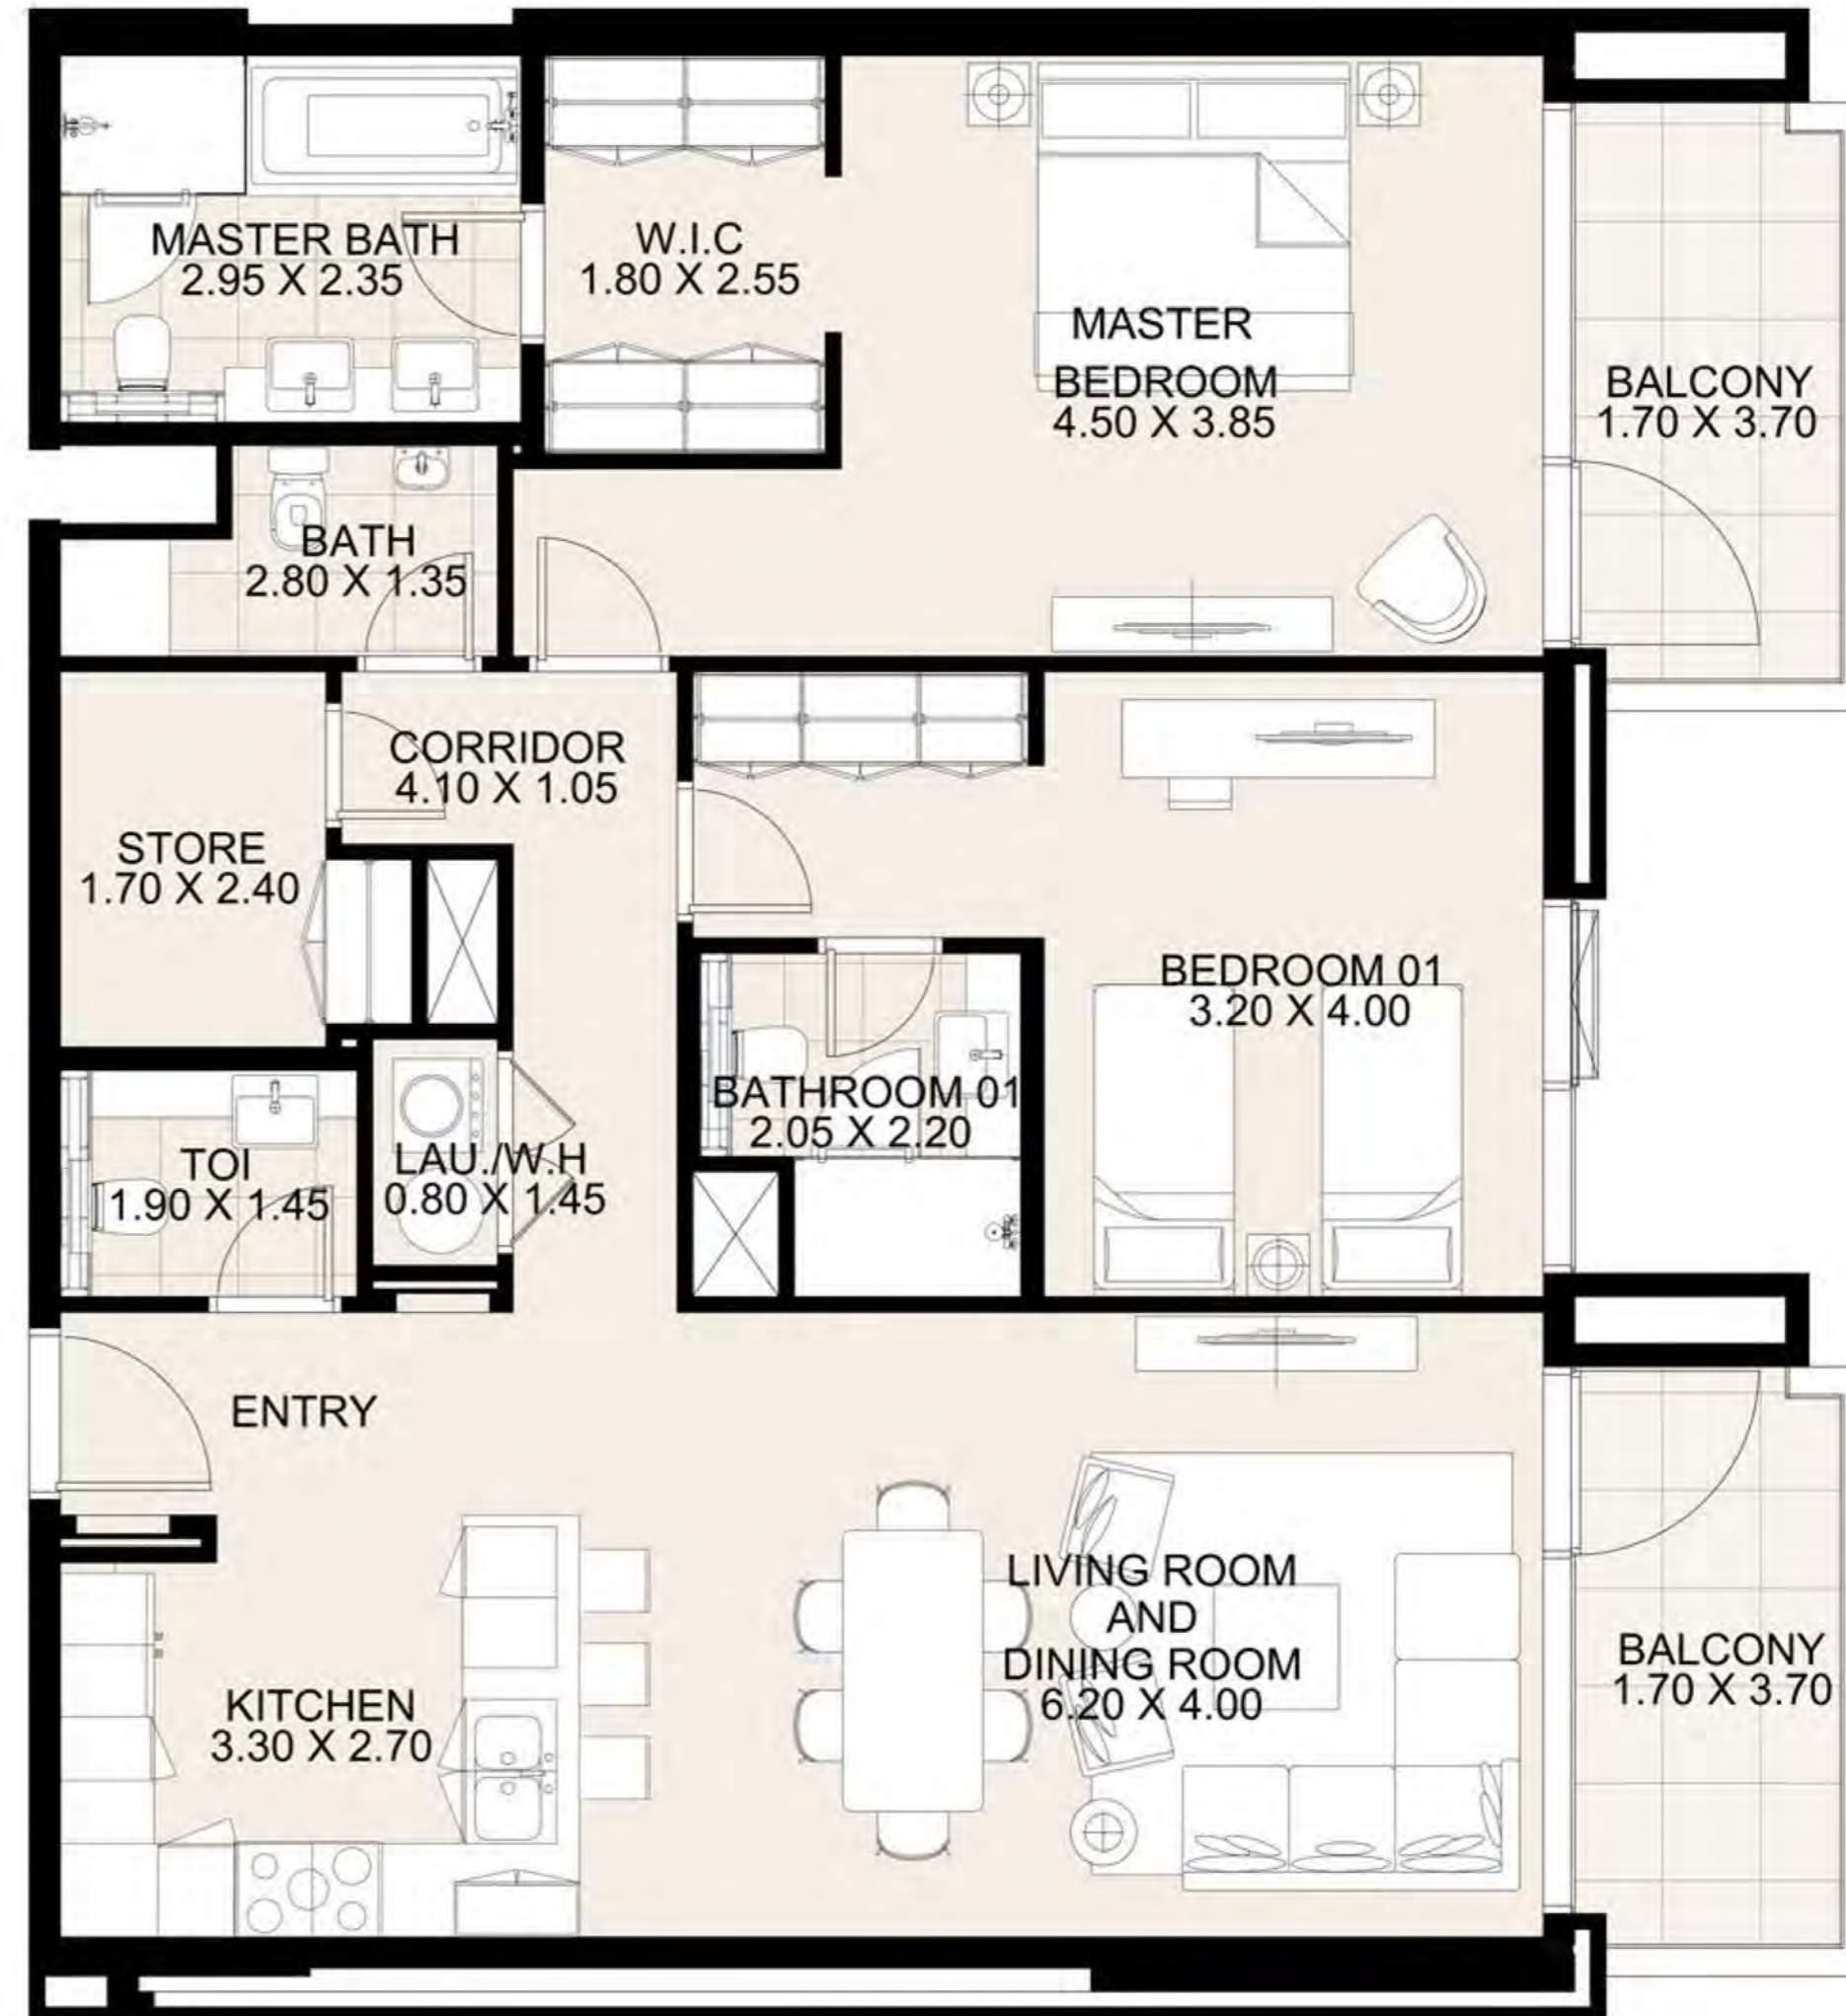 MASTER BATH
2.95 X 2.35
W.I.C
1.80 X 2.55
MASTER
BEDROOM
4.50 X 3.85
BALCONY
1.70 X 3.70
BATH
2.80 X 1.35
CORRIDOR
4.10 X 1.05
STORE
1.70 X 2.40
BEDROOM 01
3.20 X 4.00
BATHROOM 01
2.05 X 2.20
TOI
1.90 X 1.45
LAU./W.H
0.80 X 1.45
ENTRY
LIVING ROOM
AND
DINING ROOM
6.20 X 4.00
BALCONY
1.70 X 3.70
KITCHEN
3.30 X 2.70